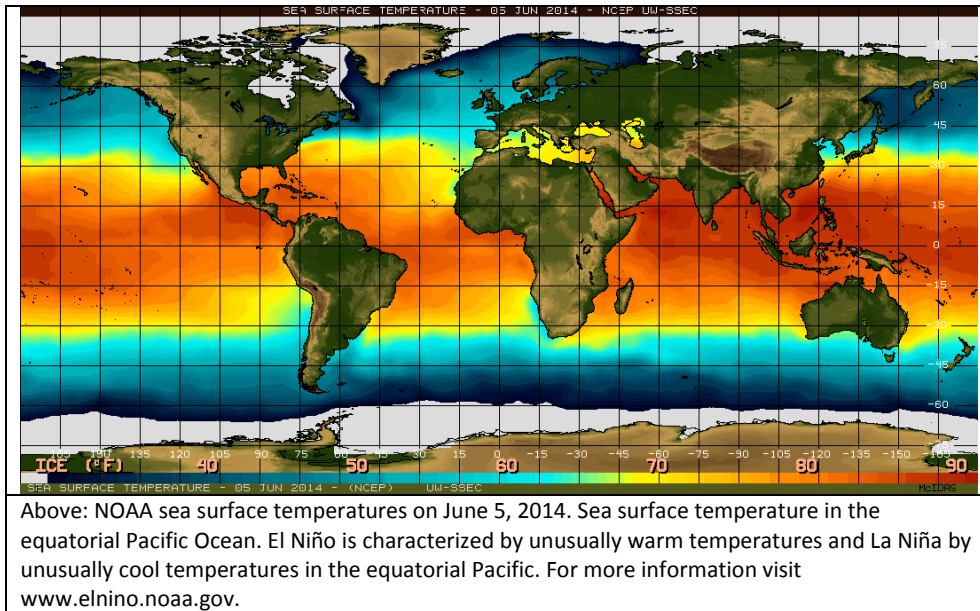 SEA SURFACE TEMPERATURE - 05 JUN 2014 - NCEP UW-SSEC
75
60
45
30
15
0
-15
-30
-45
-60
165 150 135 120 105 90 75 60 45 30 15 0 -15 -30 -45 -60 -75 -90 -105 -120 -135 -150 -165
ICE (ºF) 40 50 60 70 80 90
SEA SURFACE TEMPERATURE - 05 JUN 2014 - (NCEP) UW-SSEC McIDAS
Above: NOAA sea surface temperatures on June 5, 2014. Sea surface temperature in the
equatorial Pacific Ocean. El Niño is characterized by unusually warm temperatures and La Niña by
unusually cool temperatures in the equatorial Pacific. For more information visit
www.elnino.noaa.gov.